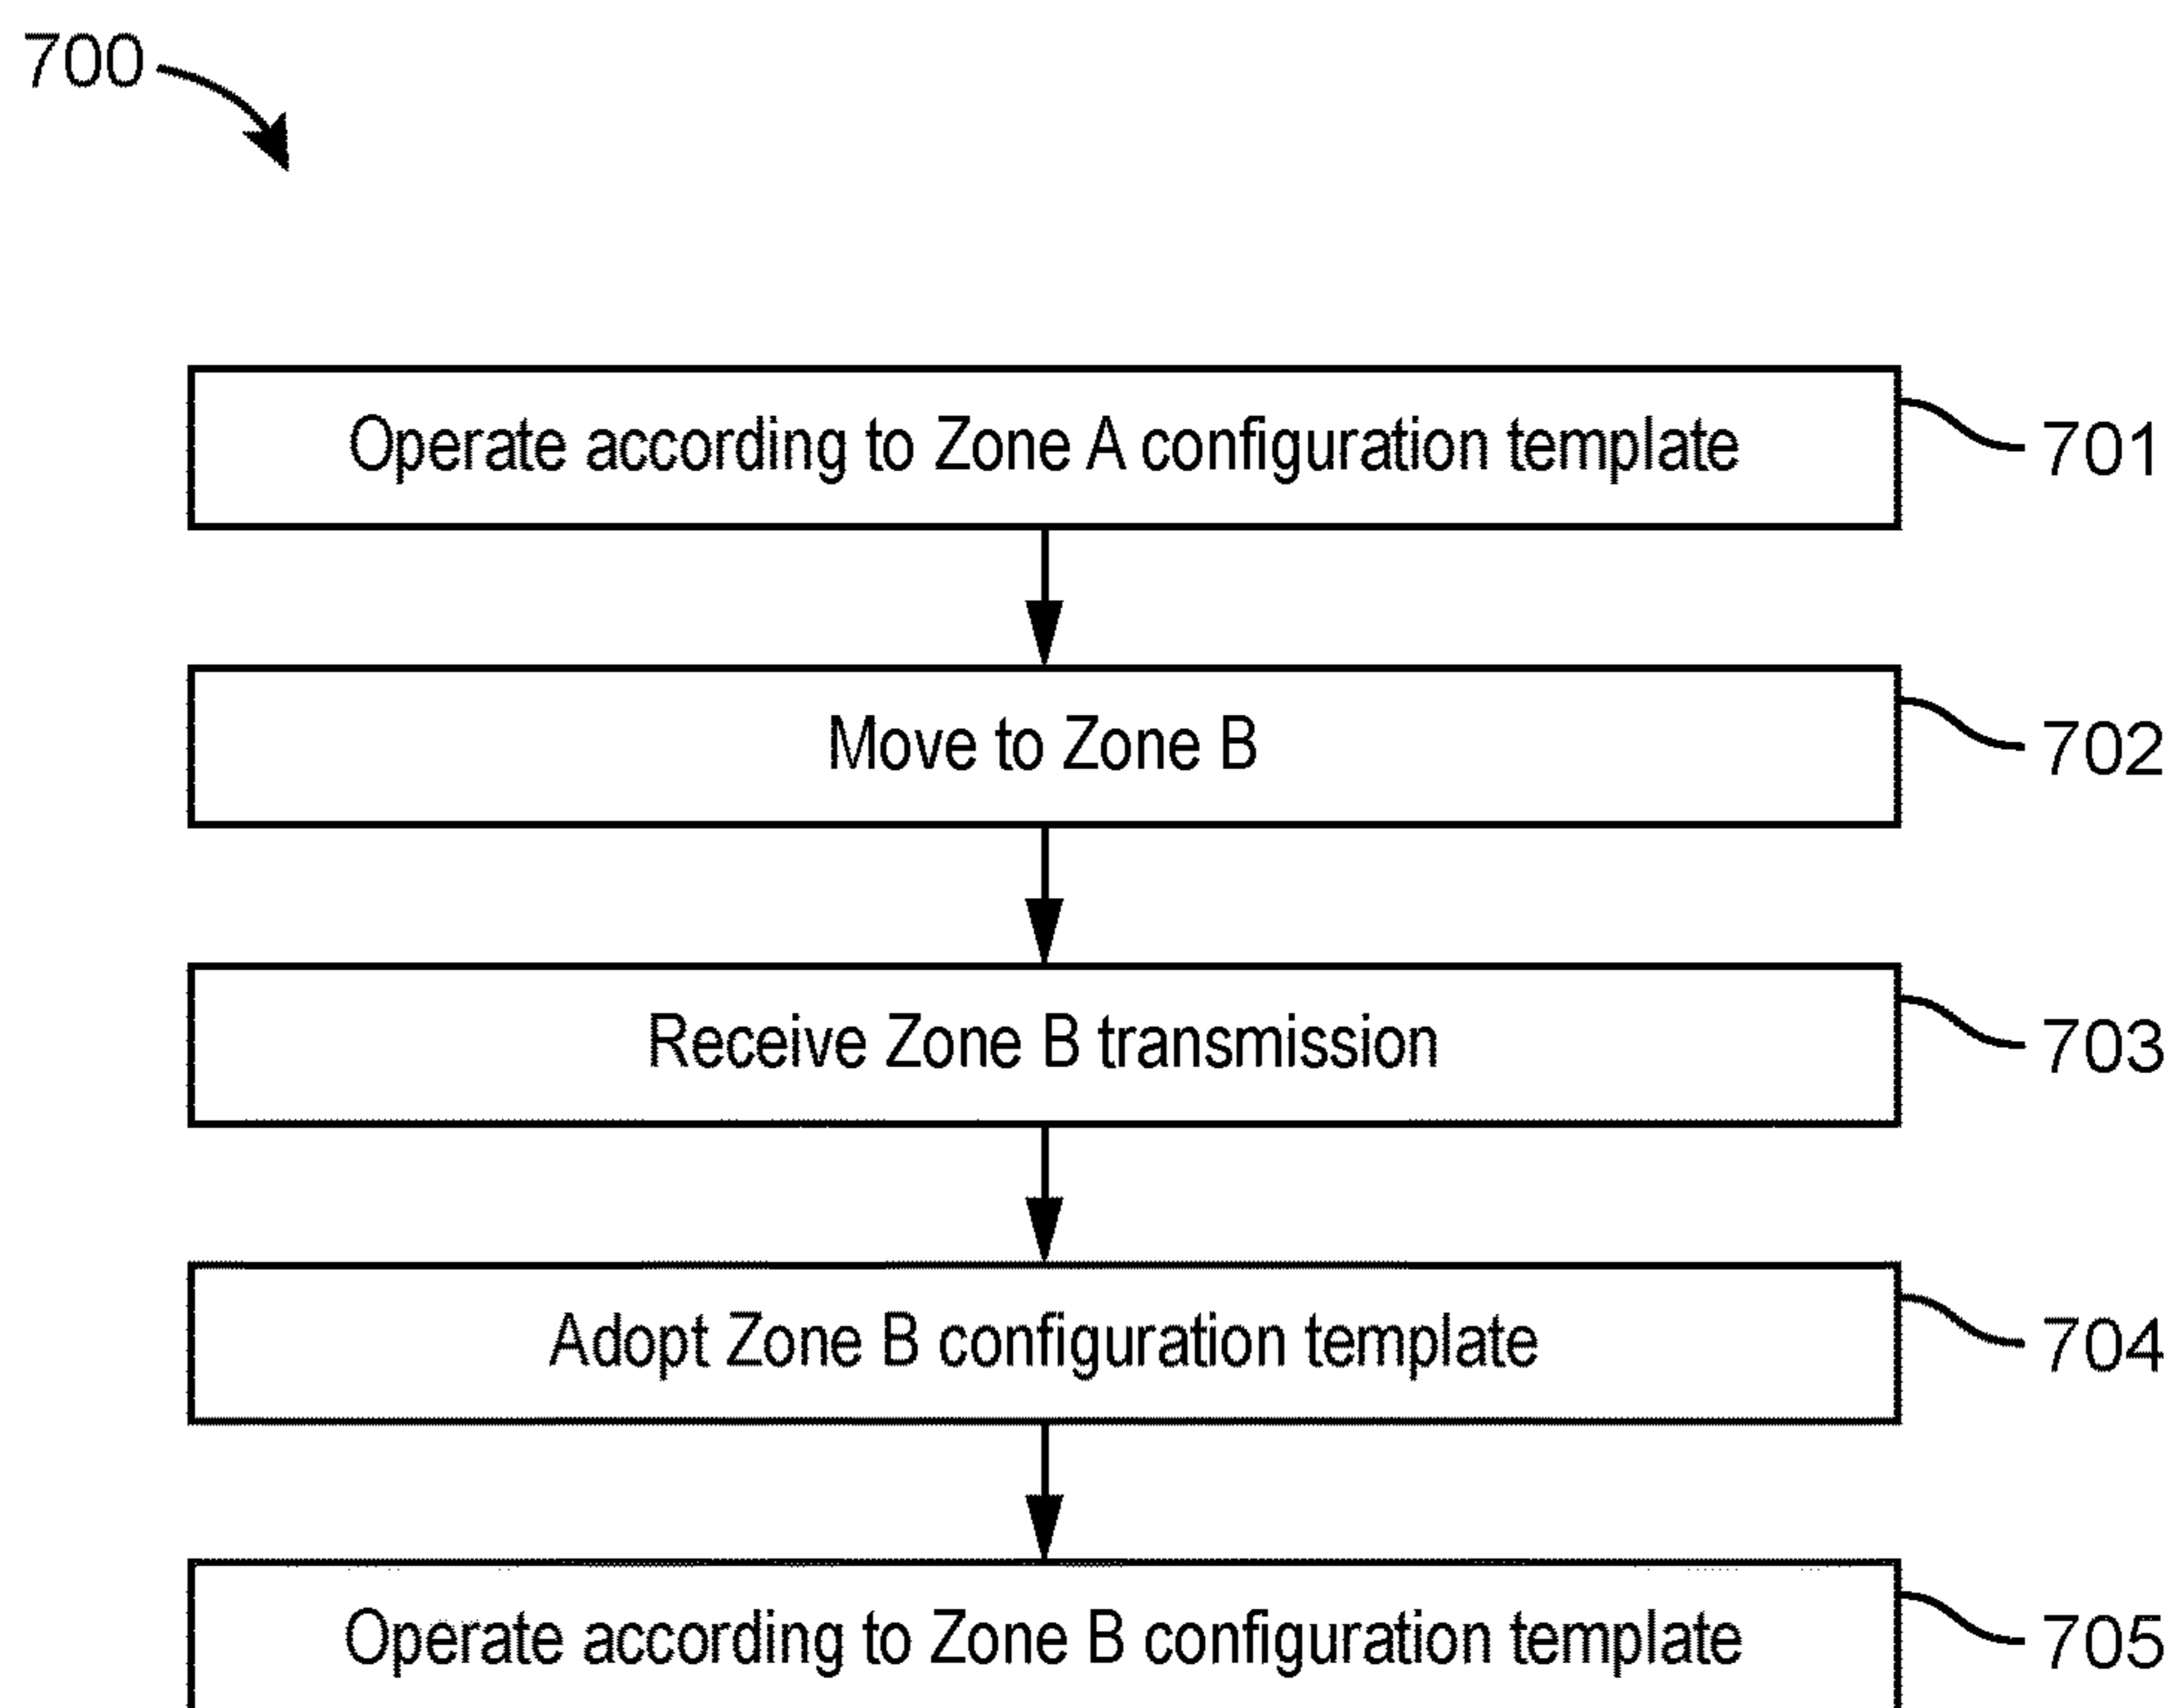 700
Operate according to Zone A configuration template
701
Move to Zone B
702
Receive Zone B transmission
703
Adopt Zone B configuration template
704
Operate according to Zone B configuration template
705